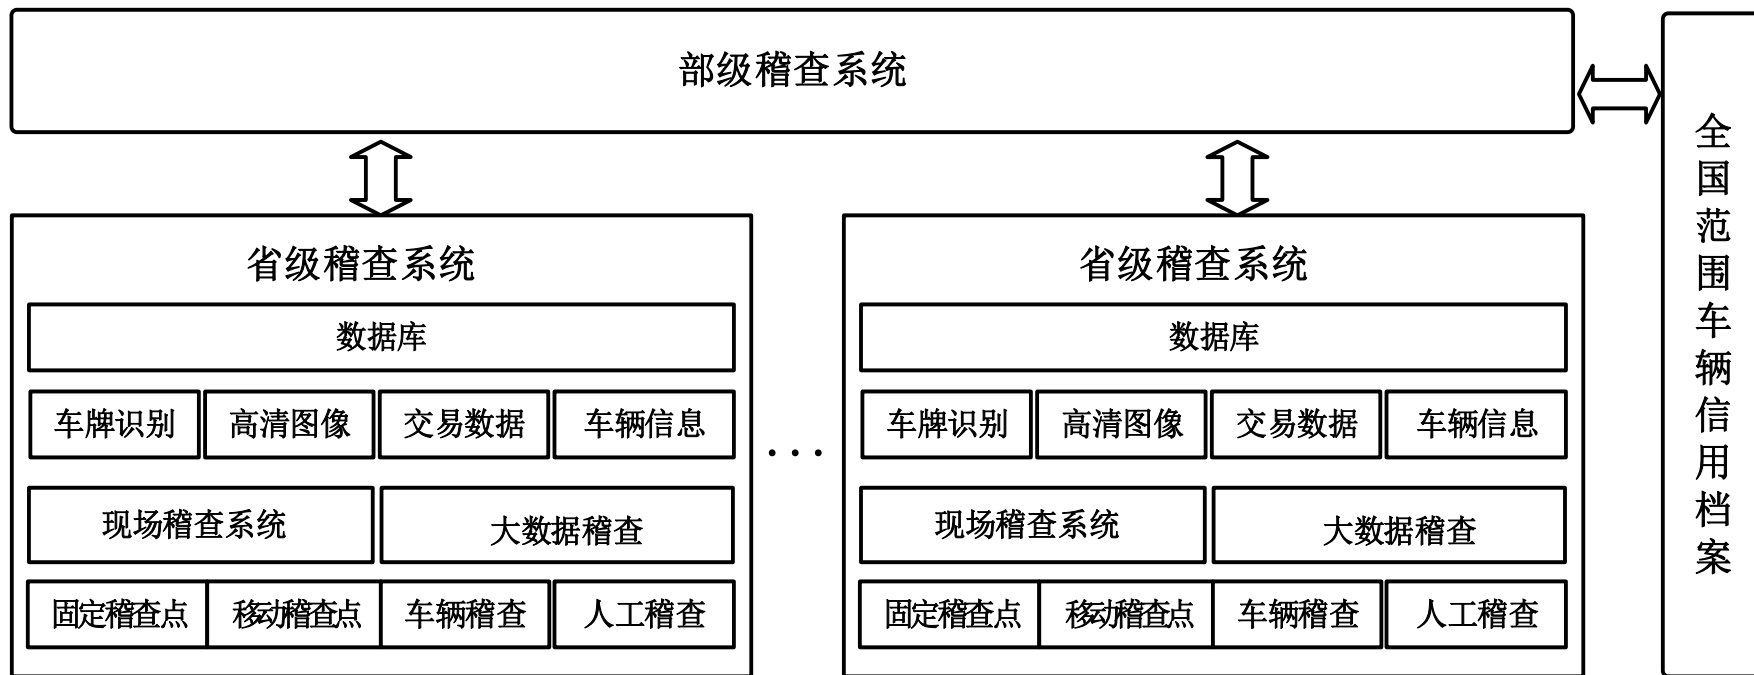 部级稽查系统
省级稽查系统
数据库
车牌识别 高清图像 交易数据 车辆信息
现场稽查系统 大数据稽查
固定稽查点 移动稽查点 车辆稽查 人工稽查
...
省级稽查系统
数据库
车牌识别 高清图像 交易数据 车辆信息
现场稽查系统 大数据稽查
固定稽查点 移动稽查点 车辆稽查 人工稽查
全国范围车辆信用档案